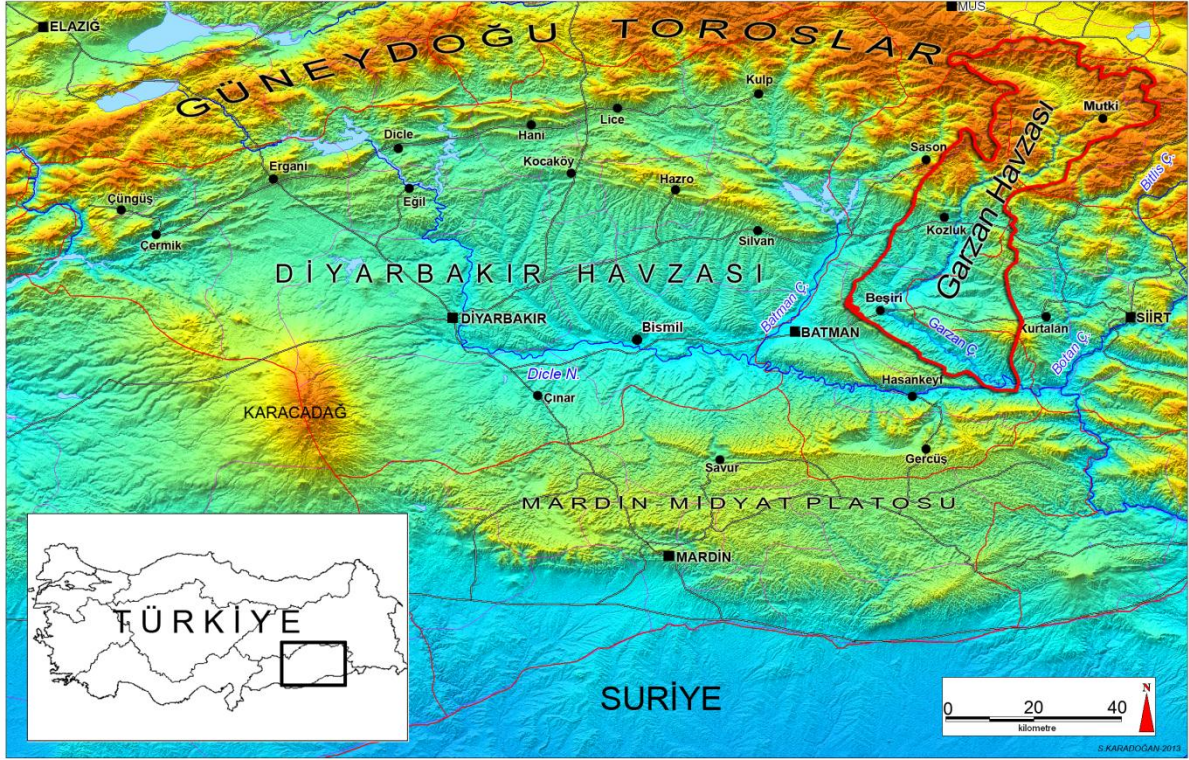 ELAZIĞ
MUŞ
GÜNEYDOĞU TOROSLAR
Kulp
Lice
Mutki
Hani
Dicle
Sason
Kocaköy
Ergani
Hazro
Garzan Havzası
Bitlis Ç.
Eğil
Çüngüş
Çermik
Kozluk
Silvan
DİYARBAKIR HAVZASI
Batman Ç.
Beşiri
DİYARBAKIR
Bismil
BATMAN
Garzan Ç.
Kurtalan
SİİRT
Botan Ç.
Dicle N.
Hasankeyf
Çınar
KARACADAĞ
Gercüş
Savur
MARDİN MİDYAT PLATOSU
MARDİN
TÜRKİYE
SURİYE
N
0 20 40
kilometre
S.KARADOĞAN-2013